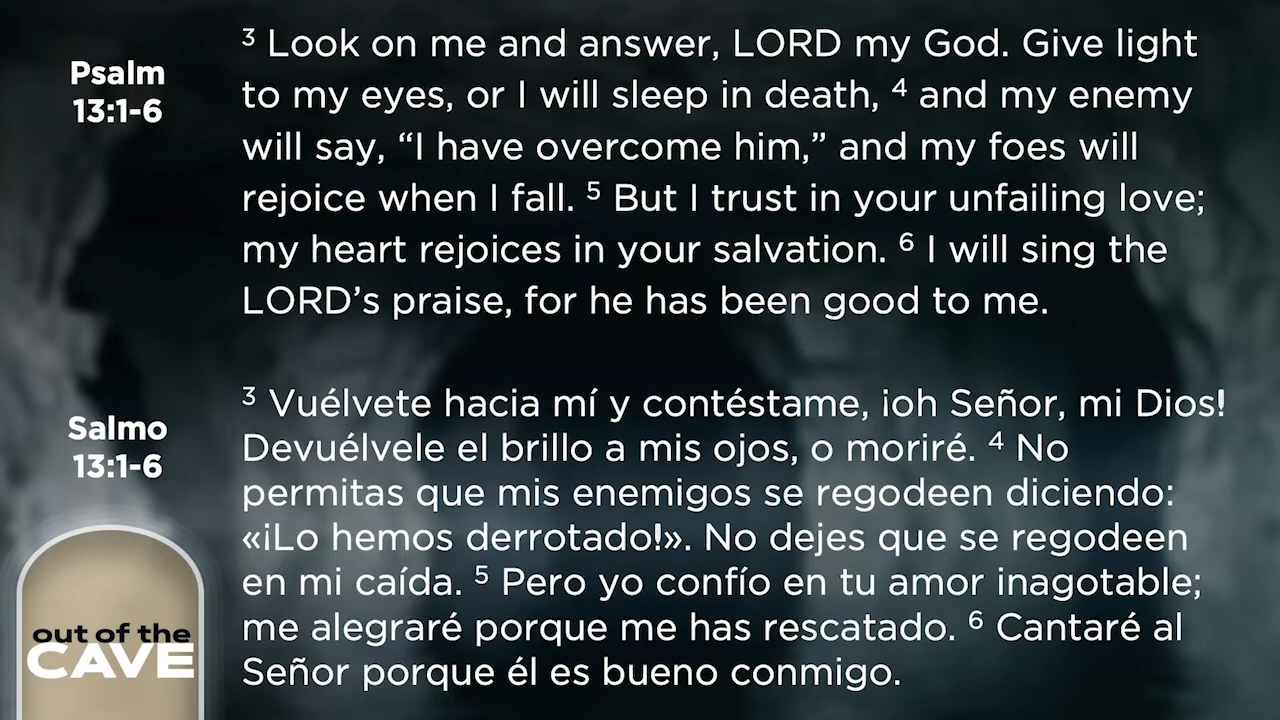 Psalm
13:1-6
³ Look on me and answer, LORD my God. Give light
to my eyes, or I will sleep in death, ⁴ and my enemy
will say, “I have overcome him,” and my foes will
rejoice when I fall. ⁵ But I trust in your unfailing love;
my heart rejoices in your salvation. ⁶ I will sing the
LORD’s praise, for he has been good to me.
Salmo
13:1-6
³ Vuélvete hacia mí y contéstame, ¡oh Señor, mi Dios!
Devuélvele el brillo a mis ojos, o moriré. ⁴ No
permitas que mis enemigos se regodeen diciendo:
«¡Lo hemos derrotado!». No dejes que se regodeen
en mi caída. ⁵ Pero yo confío en tu amor inagotable;
me alegraré porque me has rescatado. ⁶ Cantaré al
Señor porque él es bueno conmigo.
out of the
CAVE